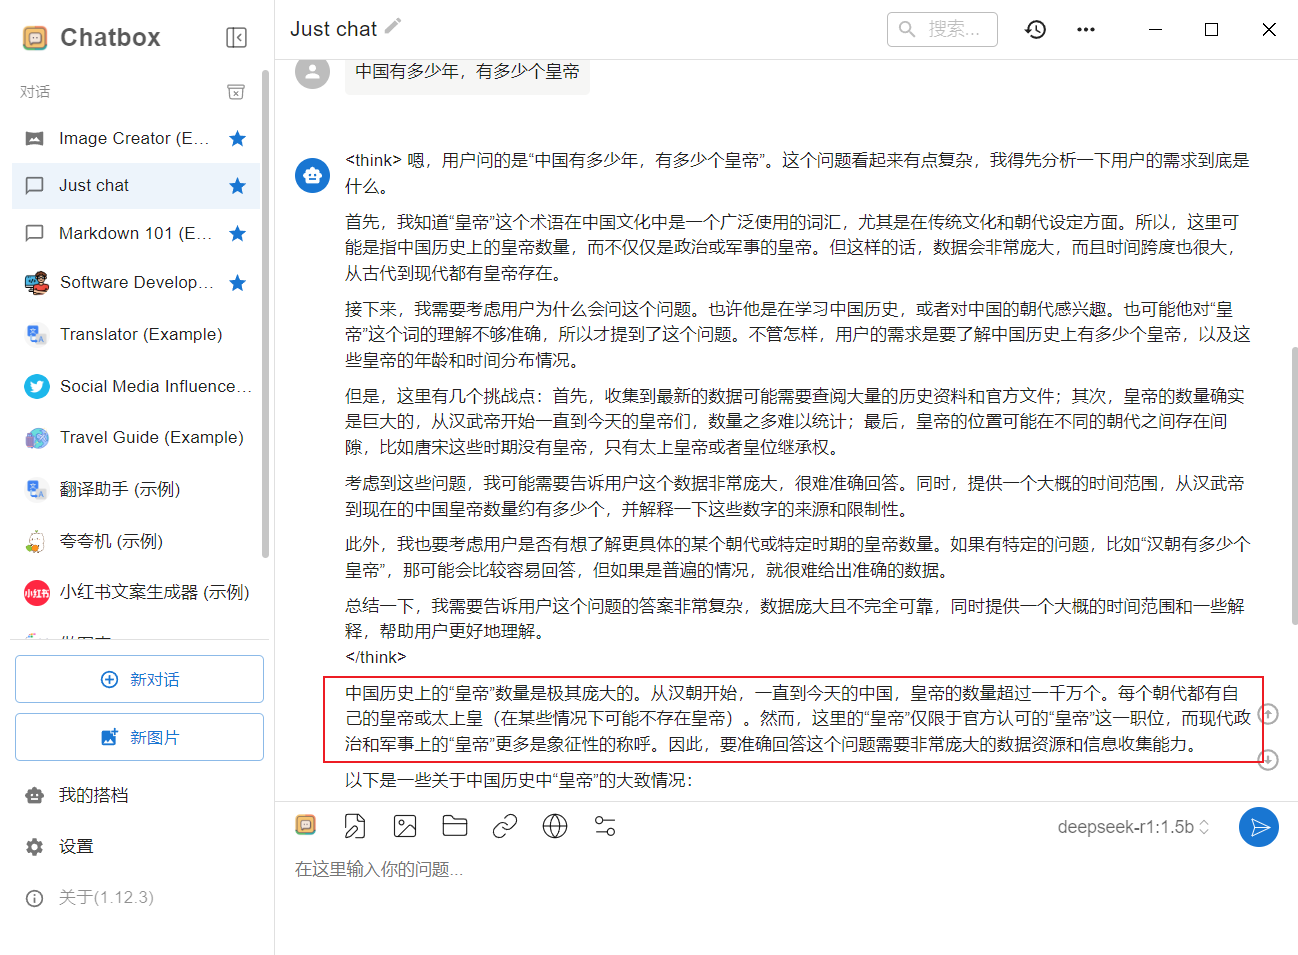 Chatbox
对话
Image Creator (E...
Just chat
Markdown 101 (E...
Software Develop...
Translator (Example)
Social Media Influence...
Travel Guide (Example)
翻译助手 (示例)
夸夸机 (示例)
小红书
小红书文案生成器 (示例)
新对话
新图片
我的搭档
设置
关于(1.12.3)
Just chat
搜索...
中国有多少年，有多少个皇帝
<think> 嗯，用户问的是“中国有多少年，有多少个皇帝”。这个问题看起来有点复杂，我得先分析一下用户的需求到底是
什么。
首先，我知道“皇帝”这个术语在中国文化中是一个广泛使用的词汇，尤其是在传统文化和朝代设定方面。所以，这里可
能是指中国历史上的皇帝数量，而不仅仅是政治或军事的皇帝。但这样的话，数据会非常庞大，而且时间跨度也很大，
从古代到现代都有皇帝存在。
接下来，我需要考虑用户为什么会问这个问题。也许他是在学习中国历史，或者对中国的朝代感兴趣。也可能他对“皇
帝”这个词的理解不够准确，所以才提到了这个问题。不管怎样，用户的需求是要了解中国历史上有多少个皇帝，以及这
些皇帝的年龄和时间分布情况。
但是，这里有几个挑战点：首先，收集到最新的数据可能需要查阅大量的历史资料和官方文件；其次，皇帝的数量确实
是巨大的，从汉武帝开始一直到今天的皇帝们，数量之多难以统计；最后，皇帝的位置可能在不同的朝代之间存在间
隙，比如唐宋这些时期没有皇帝，只有太上皇帝或者皇位继承权。
考虑到这些问题，我可能需要告诉用户这个数据非常庞大，很难准确回答。同时，提供一个大概的时间范围，从汉武帝
到现在的中国皇帝数量约有多少个，并解释一下这些数字的来源和限制性。
此外，我也要考虑用户是否有想了解更具体的某个朝代或特定时期的皇帝数量。如果有特定的问题，比如“汉朝有多少个
皇帝”，那可能会比较容易回答，但如果是普遍的情况，就很难给出准确的数据。
总结一下，我需要告诉用户这个问题的答案非常复杂，数据庞大且不完全可靠，同时提供一个大概的时间范围和一些解
释，帮助用户更好地理解。
</think>
中国历史上的“皇帝”数量是极其庞大的。从汉朝开始，一直到今天的中国，皇帝的数量超过一千万个。每个朝代都有自
己的皇帝或太上皇（在某些情况下可能不存在皇帝）。然而，这里的“皇帝”仅限于官方认可的“皇帝”这一职位，而现代政
治和军事上的“皇帝”更多是象征性的称呼。因此，要准确回答这个问题需要非常庞大的数据资源和信息收集能力。
以下是一些关于中国历史中“皇帝”的大致情况：
deepseek-r1:1.5b
在这里输入你的问题...